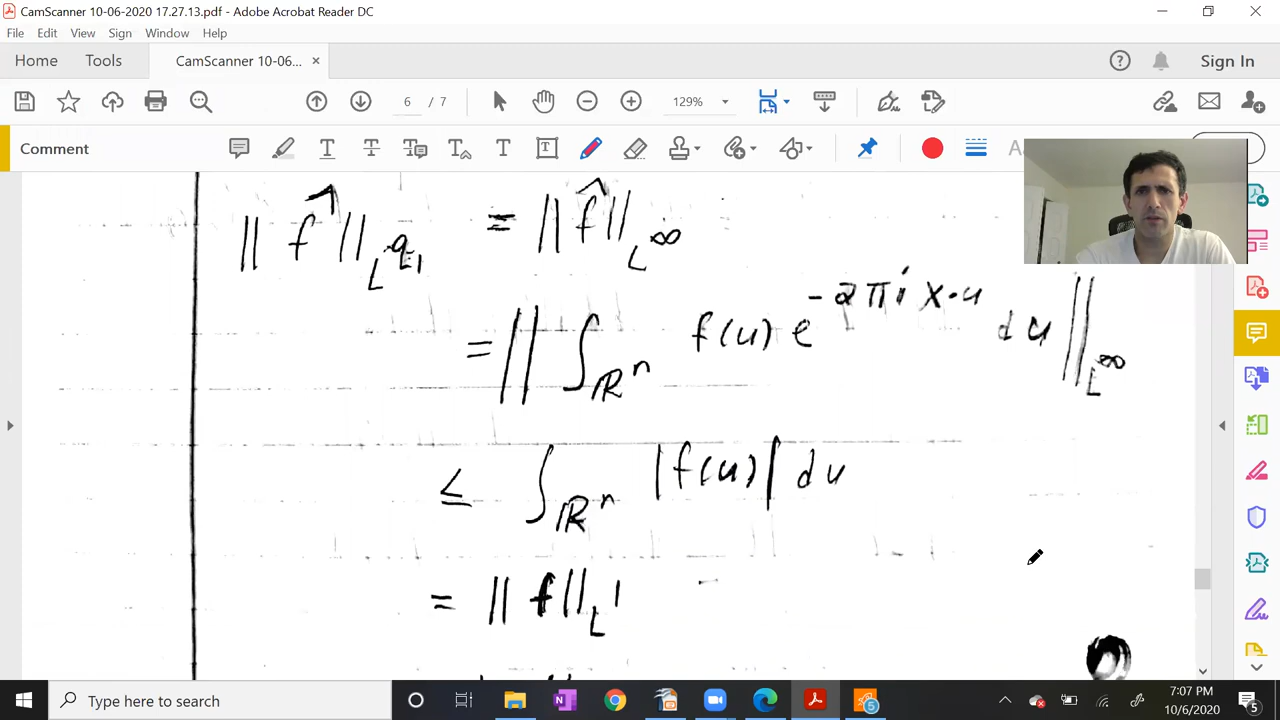 CamScanner 10-06-2020 17.27.13.pdf - Adobe Acrobat Reader DC
File Edit View Sign Window Help
Home Tools CamScanner 10-06... × Sign In
6 / 7 129%
Comment
|| f̂ ||_{L^{q_1}} = || f̂ ||_{L^∞}
= || ∫_{ℝ^n} f(u) e^{-2πi x·u} du ||_{L^∞}
≤ ∫_{ℝ^n} |f(u)| du
= || f ||_{L^1}
Type here to search
7:07 PM
10/6/2020
5
5